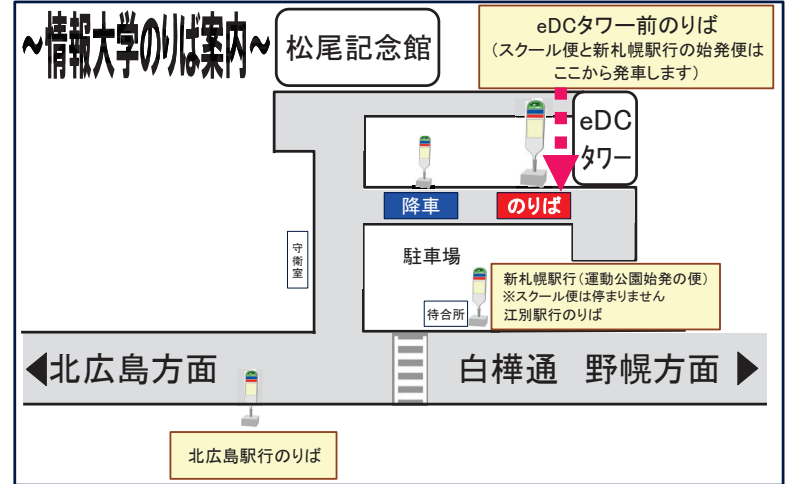 ~情報大学のりば案内~
松尾記念館
eDCタワー前のりば
(スクール便と新札幌駅行の始発便は
ここから発車します)
eDC
タワー
降車
のりば
守衛室
駐車場
待合所
新札幌駅行(運動公園始発の便)
※スクール便は停まりません
江別駅行のりば
◀北広島方面
白樺通 野幌方面▶
北広島駅行のりば